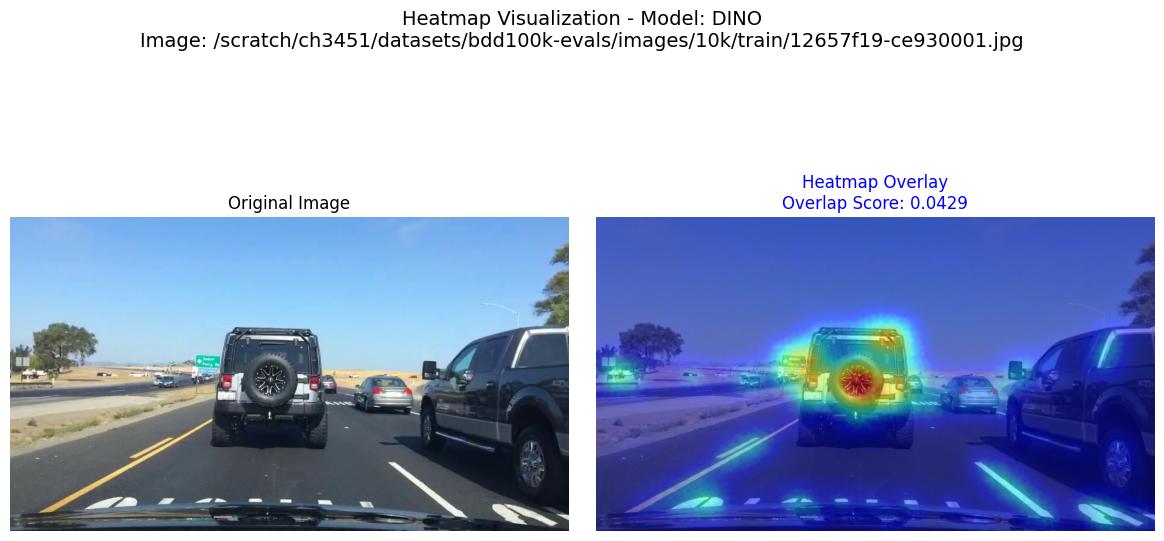 Heatmap Visualization - Model: DINO
Image: /scratch/ch3451/datasets/bdd100k-evals/images/10k/train/12657f19-ce930001.jpg
Original Image
Heatmap Overlay
Overlap Score: 0.0429